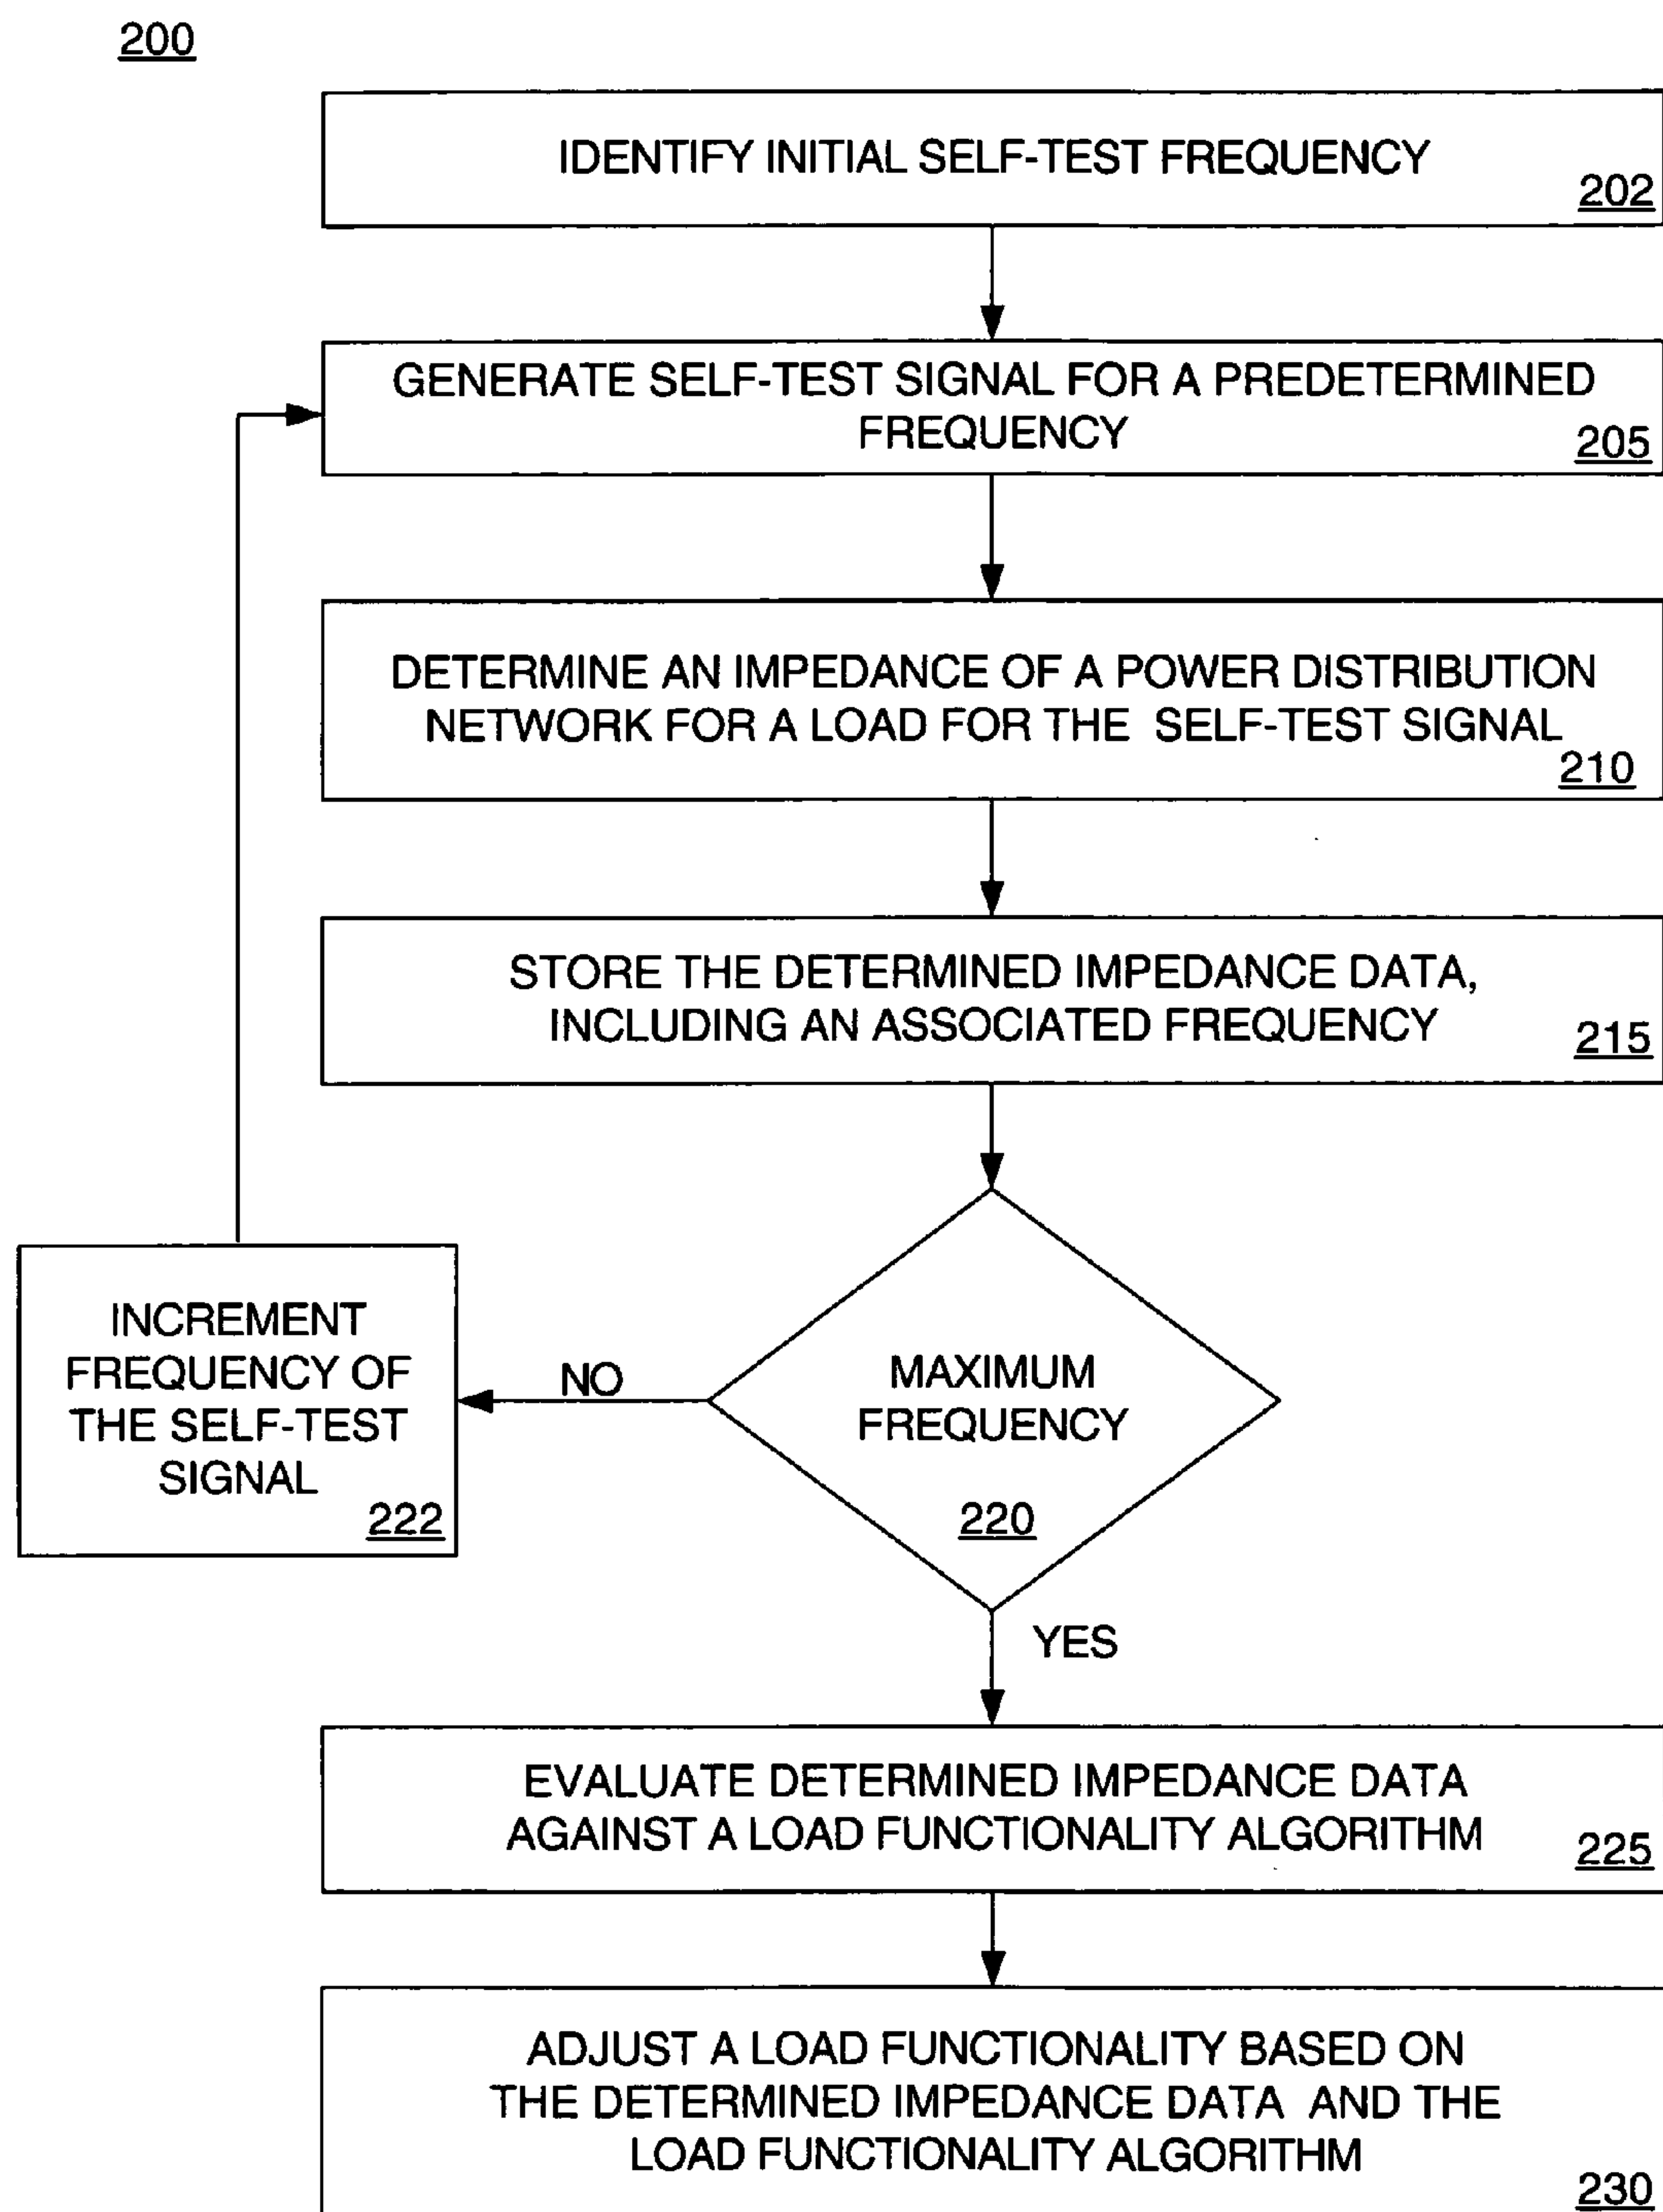 200
IDENTIFY INITIAL SELF-TEST FREQUENCY
202
GENERATE SELF-TEST SIGNAL FOR A PREDETERMINED
FREQUENCY
205
DETERMINE AN IMPEDANCE OF A POWER DISTRIBUTION
NETWORK FOR A LOAD FOR THE SELF-TEST SIGNAL
210
STORE THE DETERMINED IMPEDANCE DATA,
INCLUDING AN ASSOCIATED FREQUENCY
215
INCREMENT
FREQUENCY OF
THE SELF-TEST
SIGNAL
222
NO
MAXIMUM
FREQUENCY
220
YES
EVALUATE DETERMINED IMPEDANCE DATA
AGAINST A LOAD FUNCTIONALITY ALGORITHM
225
ADJUST A LOAD FUNCTIONALITY BASED ON
THE DETERMINED IMPEDANCE DATA AND THE
LOAD FUNCTIONALITY ALGORITHM
230